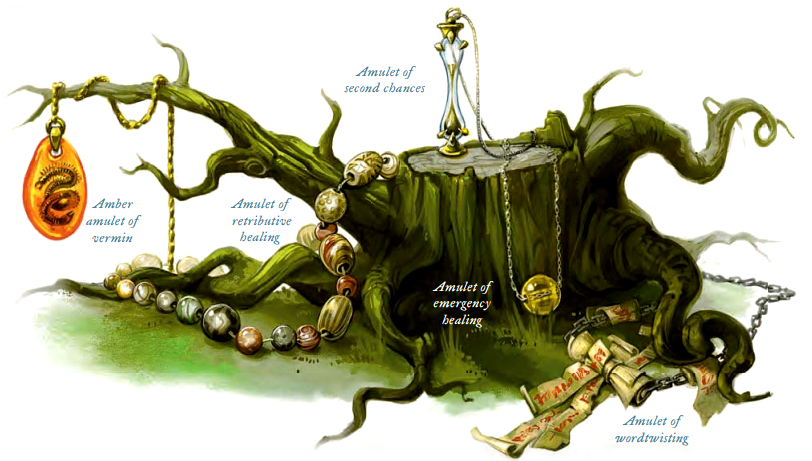 Amulet of
second chances
Amber
amulet of
vermin
Amulet of
retributive
healing
Amulet of
emergency
healing
Amulet of
wordtwisting